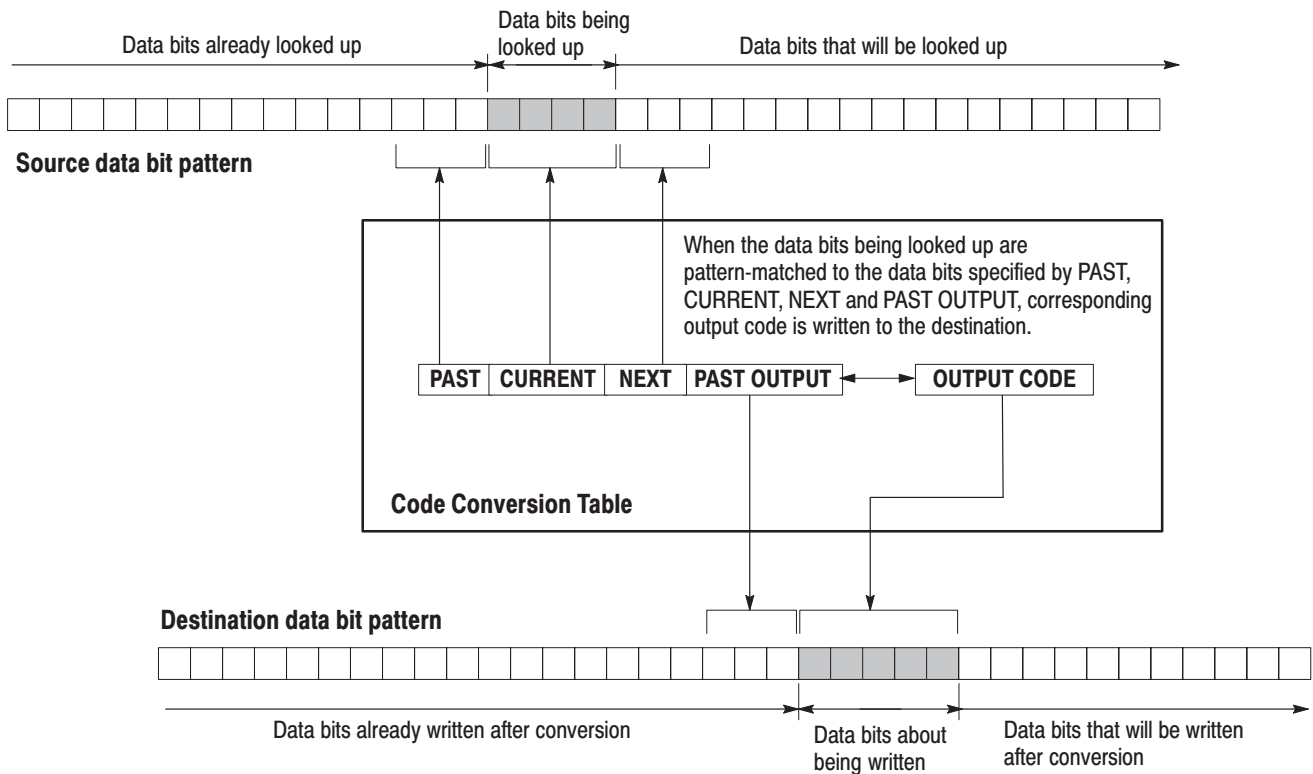 Data bits already looked up
Data bits being
looked up
Data bits that will be looked up
Source data bit pattern
When the data bits being looked up are
pattern-matched to the data bits specified by PAST,
CURRENT, NEXT and PAST OUTPUT, corresponding
output code is written to the destination.
PAST CURRENT NEXT PAST OUTPUT OUTPUT CODE
Code Conversion Table
Destination data bit pattern
Data bits already written after conversion
Data bits about
being written
Data bits that will be written
after conversion